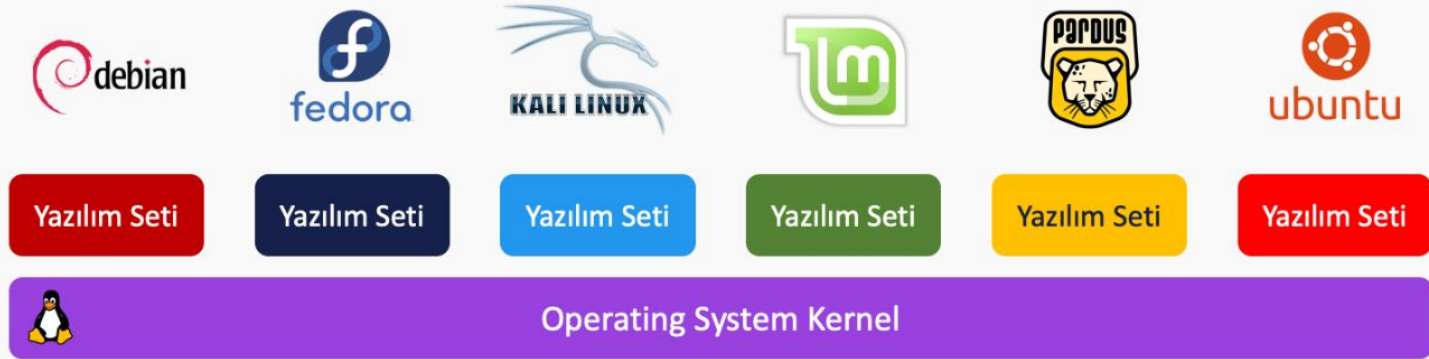 debian
fedora
KALI LINUX
lm
PARDUS
ubuntu
Yazılım Seti
Yazılım Seti
Yazılım Seti
Yazılım Seti
Yazılım Seti
Yazılım Seti
Operating System Kernel